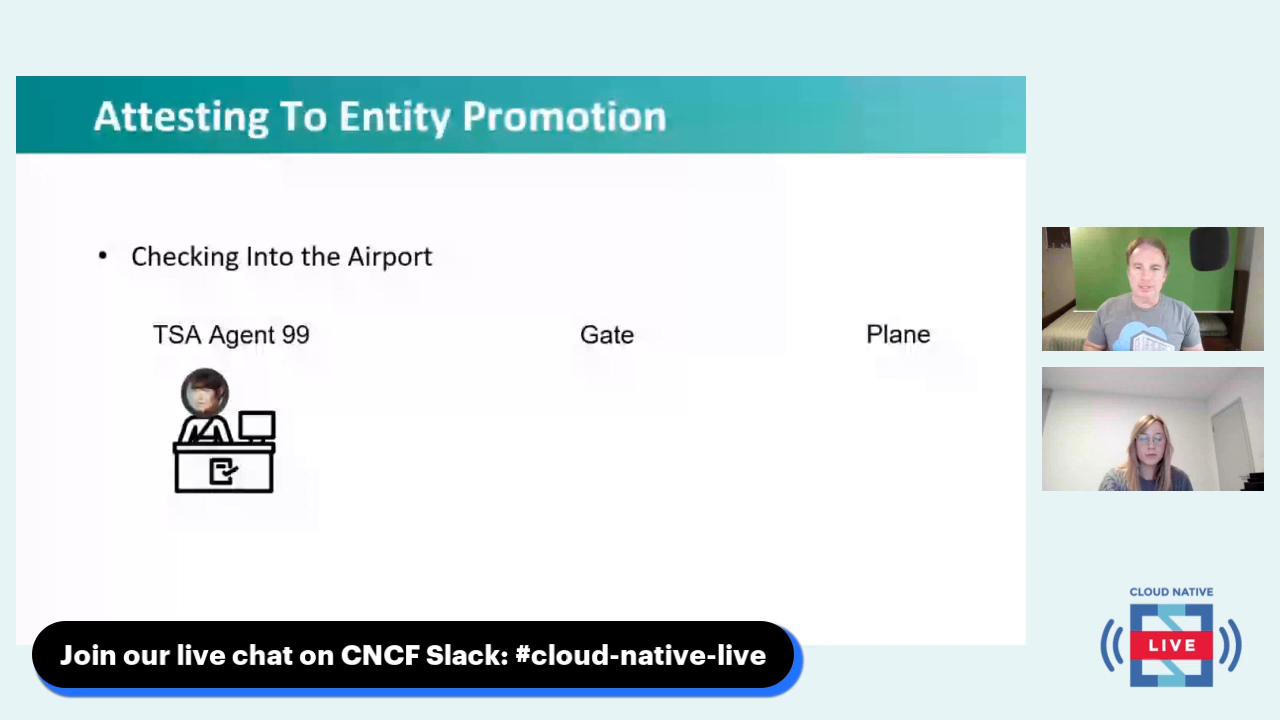 Attesting To Entity Promotion
• Checking Into the Airport
TSA Agent 99
Gate
Plane
Join our live chat on CNCF Slack: #cloud-native-live
CLOUD NATIVE
LIVE